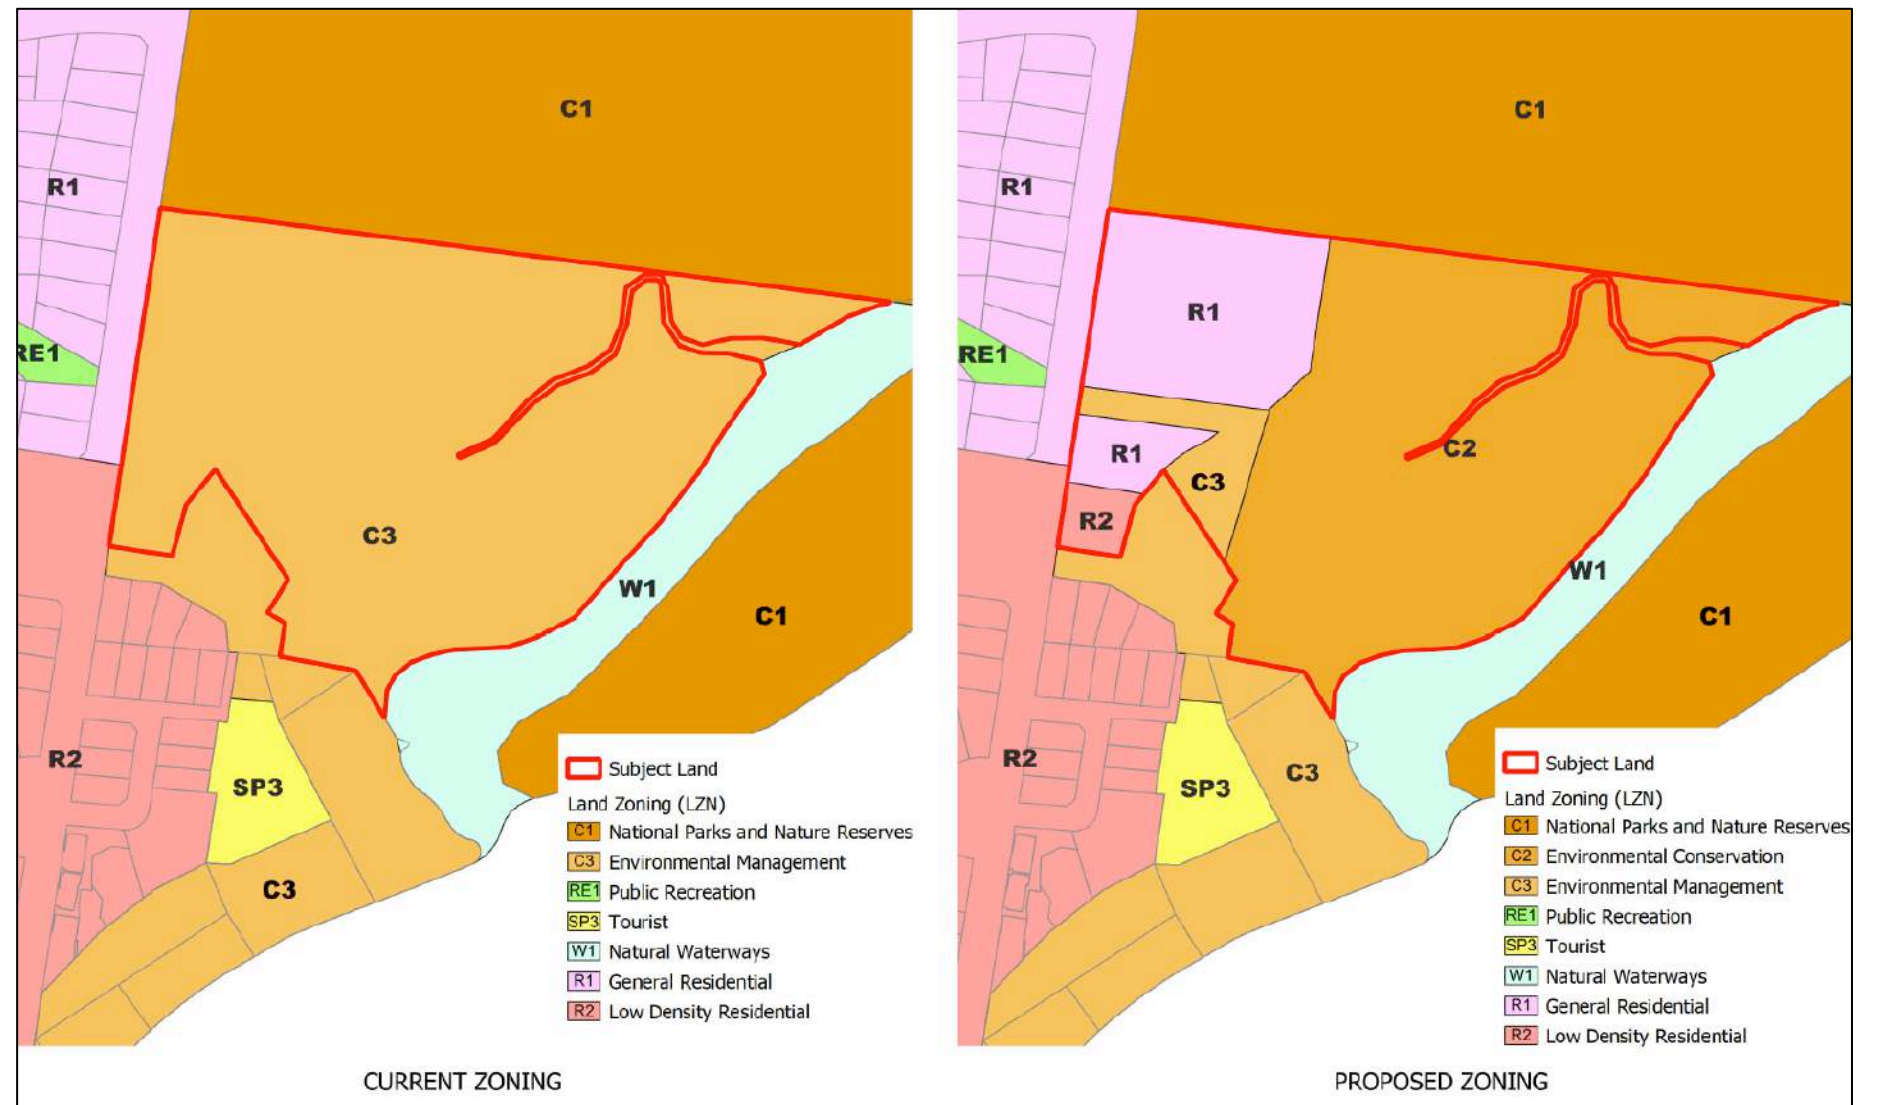 C1
R1
RE1
C3
W1
C1
R2
SP3
C3
Subject Land
Land Zoning (LZN)
C1 National Parks and Nature Reserves
C3 Environmental Management
RE1 Public Recreation
SP3 Tourist
W1 Natural Waterways
R1 General Residential
R2 Low Density Residential
CURRENT ZONING
C1
R1
R1
RE1
R1
C2
C3
R2
W1
C1
R2
C3
SP3
Subject Land
Land Zoning (LZN)
C1 National Parks and Nature Reserves
C2 Environmental Conservation
C3 Environmental Management
RE1 Public Recreation
SP3 Tourist
W1 Natural Waterways
R1 General Residential
R2 Low Density Residential
PROPOSED ZONING